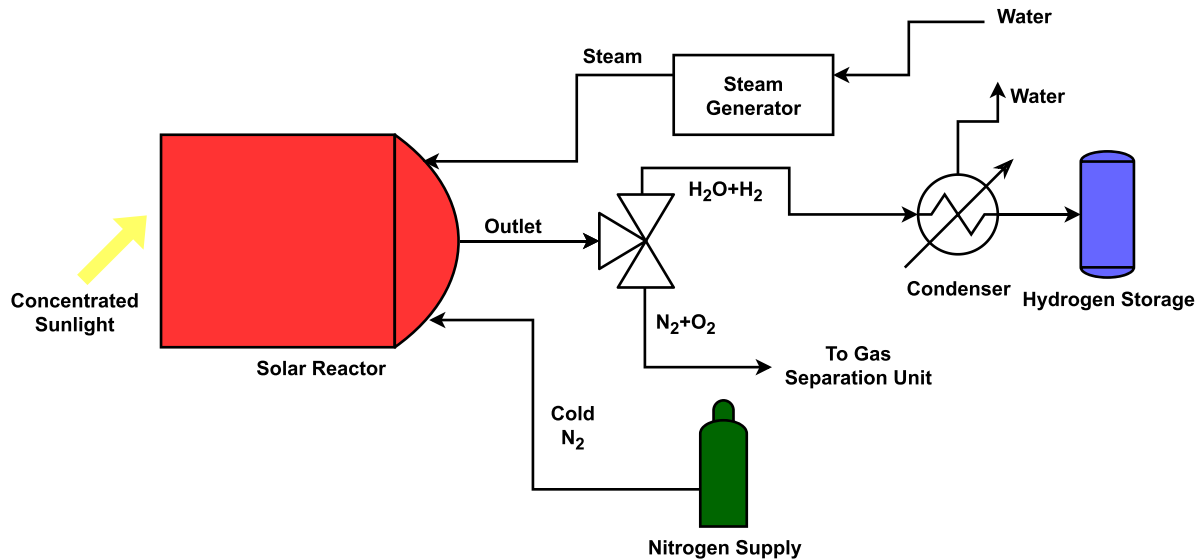 Water
Steam
Steam
Generator
Water
H₂O+H₂
Outlet
Condenser
Hydrogen Storage
Concentrated
Sunlight
N₂+O₂
To Gas
Separation Unit
Solar Reactor
Cold
N₂
Nitrogen Supply